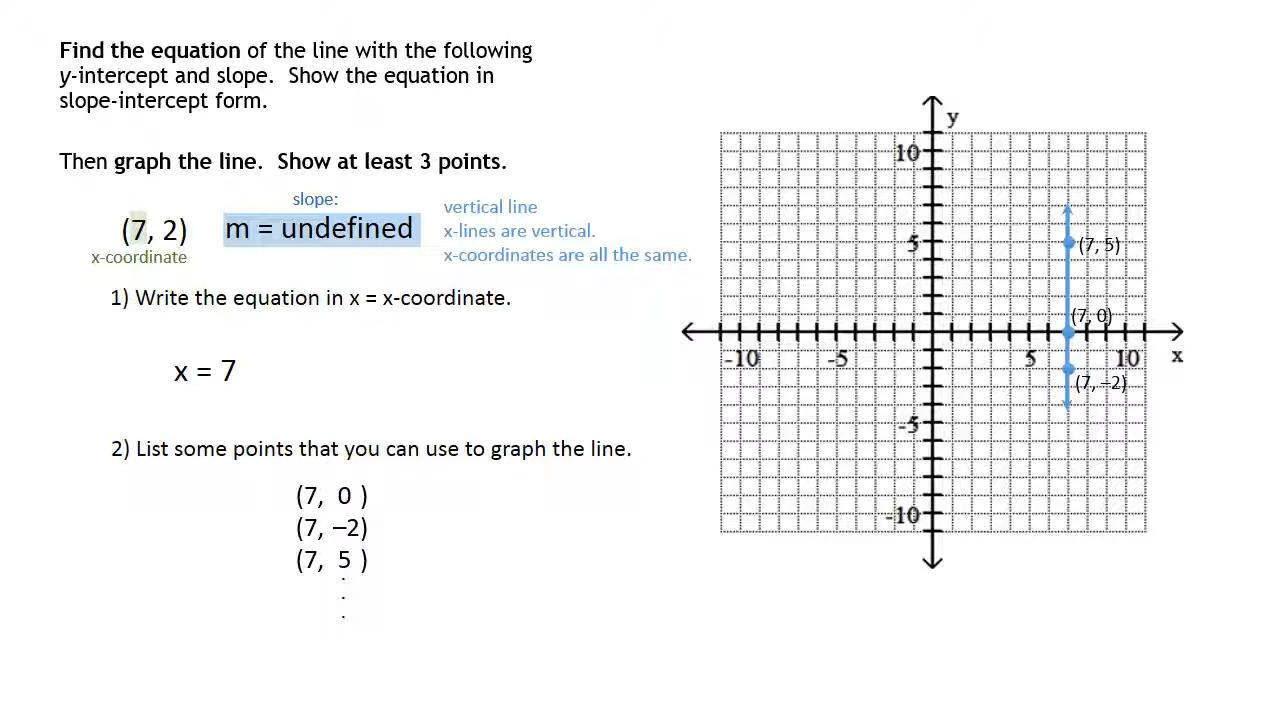 Find the equation of the line with the following
y-intercept and slope.  Show the equation in
slope-intercept form.
Then graph the line.  Show at least 3 points.
slope:
(7, 2)
m = undefined
x-coordinate
vertical line
x-lines are vertical.
x-coordinates are all the same.
1) Write the equation in x = x-coordinate.
x = 7
2) List some points that you can use to graph the line.
(7,  0 )
(7, –2)
(7,  5 )
.
.
.
y
10
5
(7, 5)
(7, 0)
-10
-5
5
10
x
(7, –2)
-5
-10